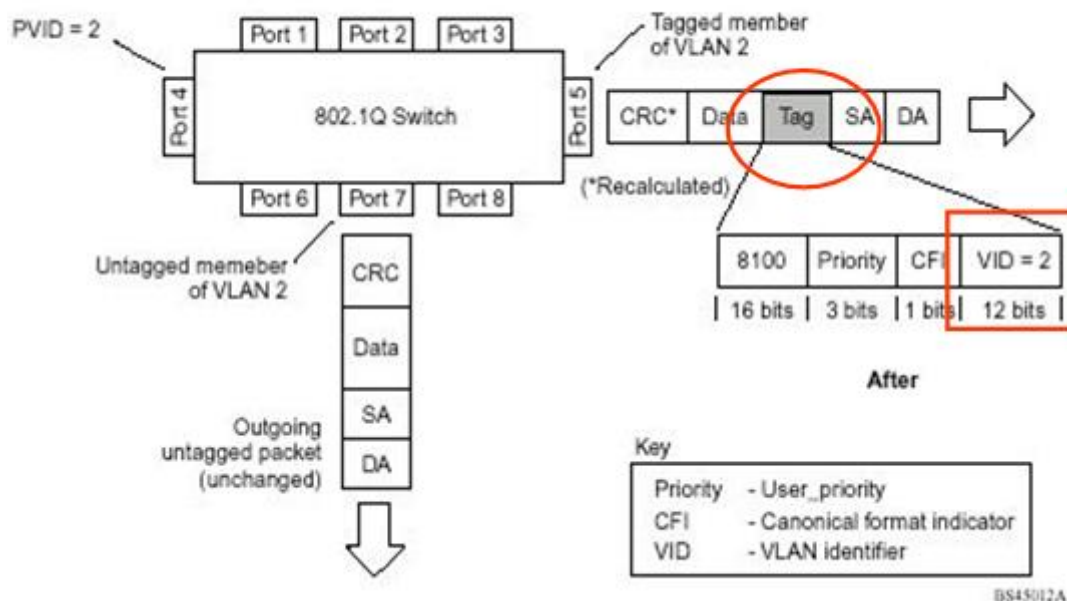 PVID = 2
Port 1
Port 2
Port 3
Tagged member
of VLAN 2
Port 4
802.1Q Switch
Port 5
CRC*
Data
Tag
SA
DA
(*Recalculated)
Port 6
Port 7
Port 8
Untagged memeber
of VLAN 2
8100
Priority
CFI
VID = 2
16 bits
3 bits
1 bits
12 bits
CRC
Data
SA
DA
Outgoing
untagged packet
(unchanged)
After
Key
Priority - User_priority
CFI - Canonical format indicator
VID - VLAN identifier
BS45012A